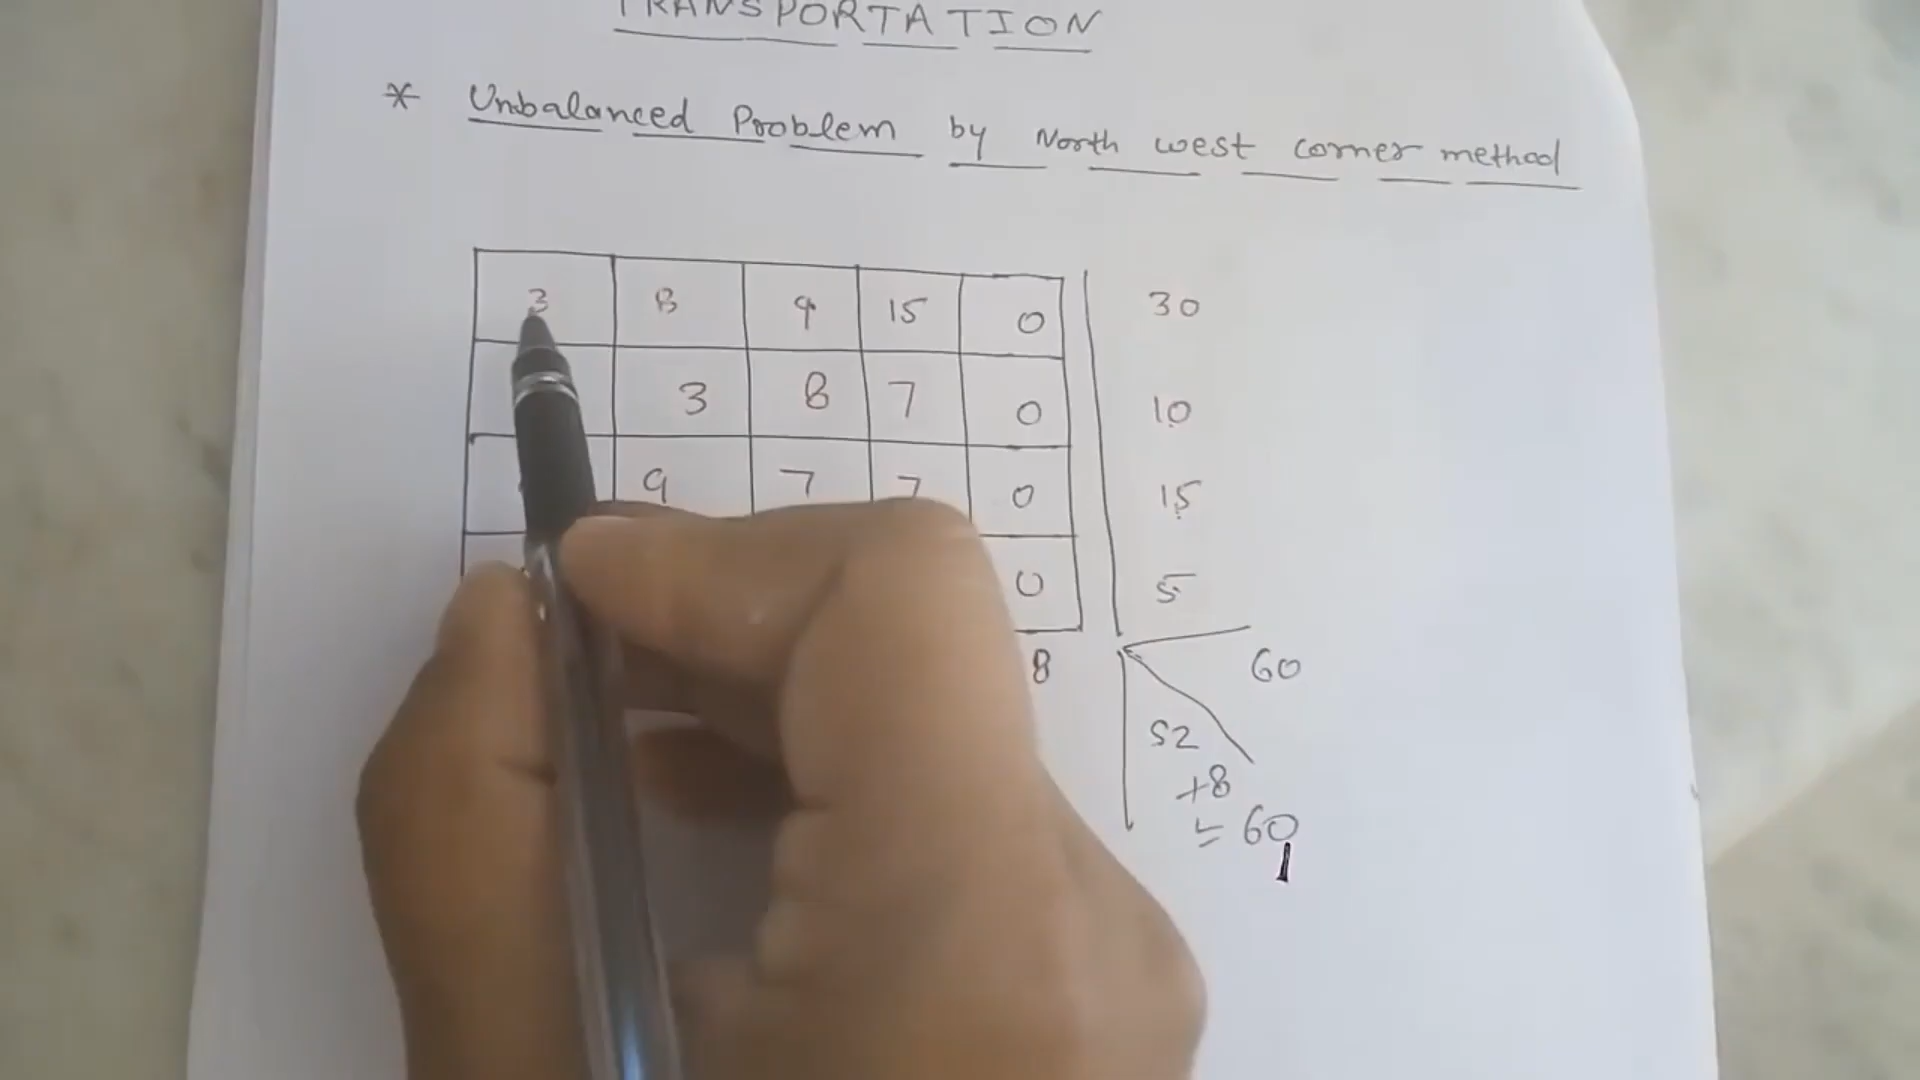 TRANSPORTATION
* Unbalanced Problem by North west corner method
3 8 9 15 0 30
3 8 7 0 10
9 7 7 0 15
0 5
8 60
52
+8
= 60